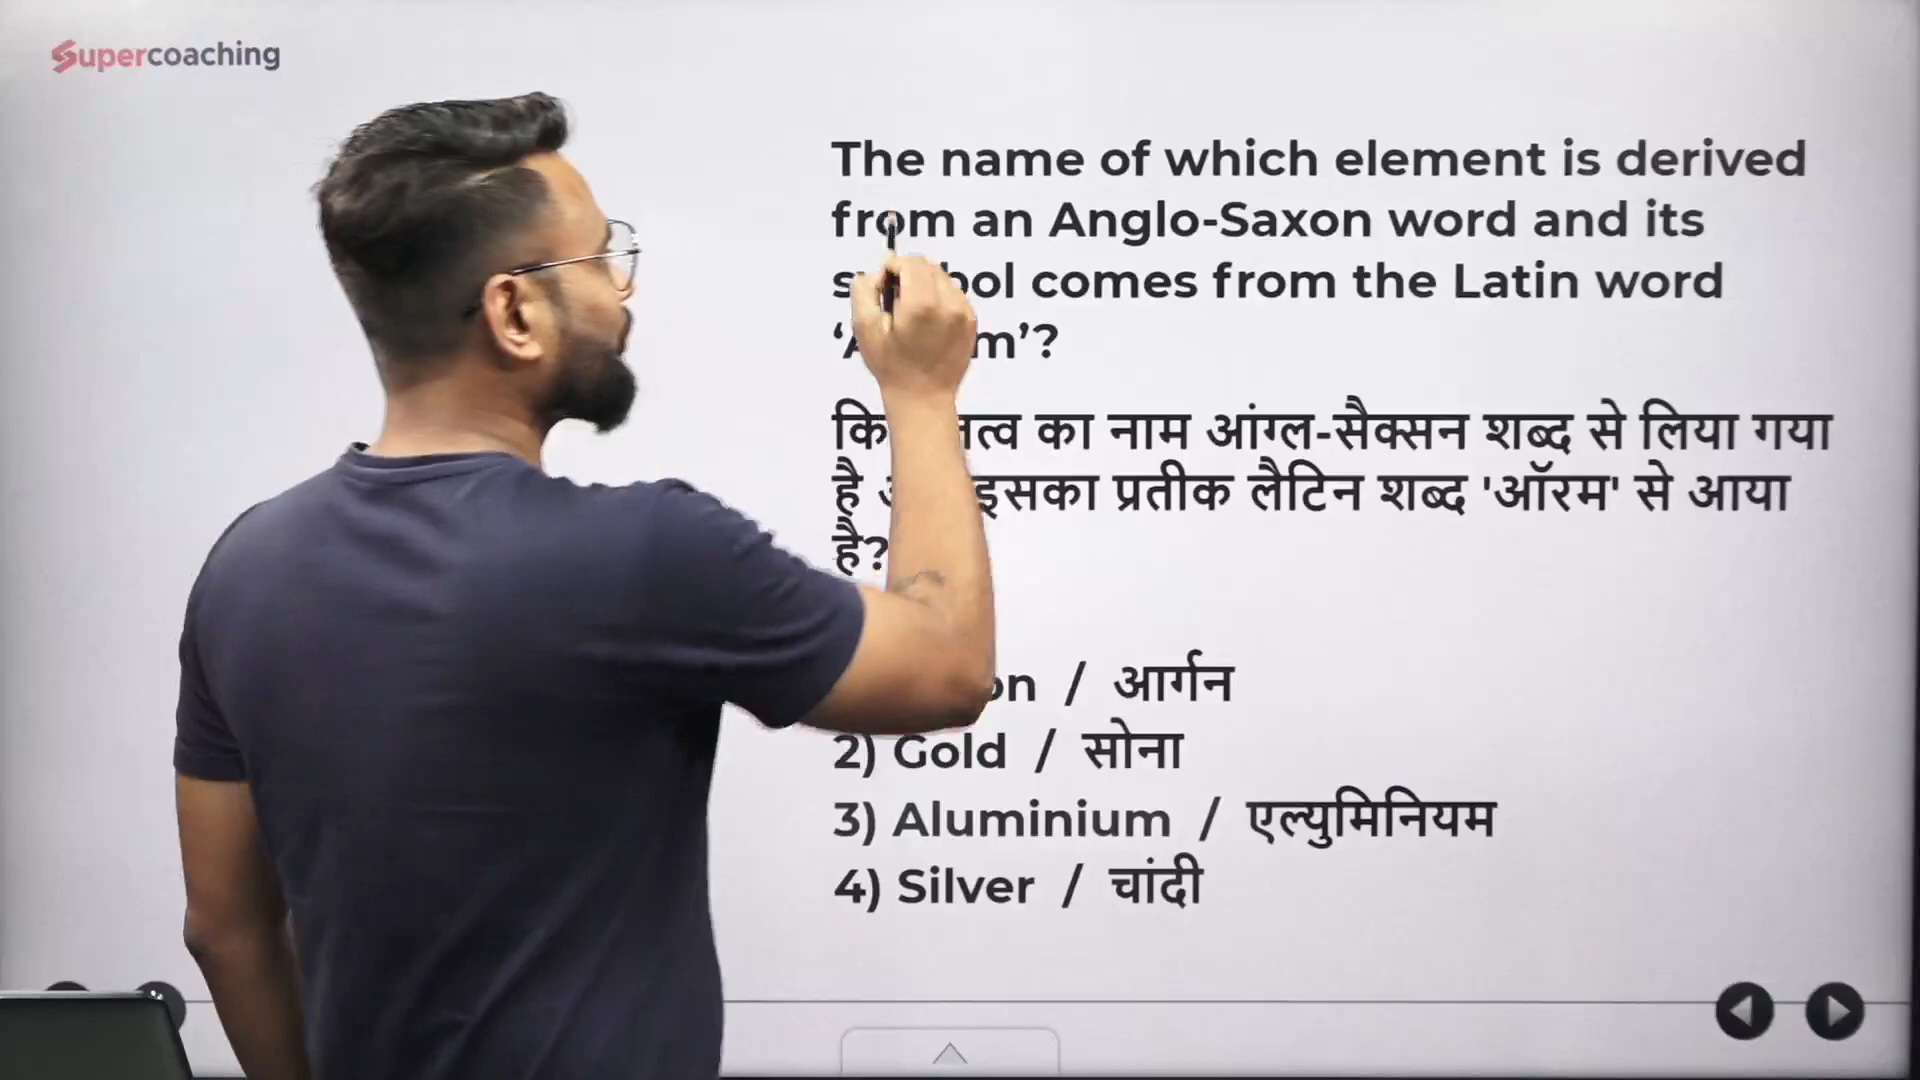 Supercoaching
The name of which element is derived
from an Anglo-Saxon word and its
comes from the Latin word
का नाम आंग्ल-सैक्सन शब्द से लिया गया
है इसका प्रतीक लैटिन शब्द 'ऑरम' से आया
है?
/ आर्गन
2) Gold / सोना
3) Aluminium / एल्युमिनियम
4) Silver / चांदी